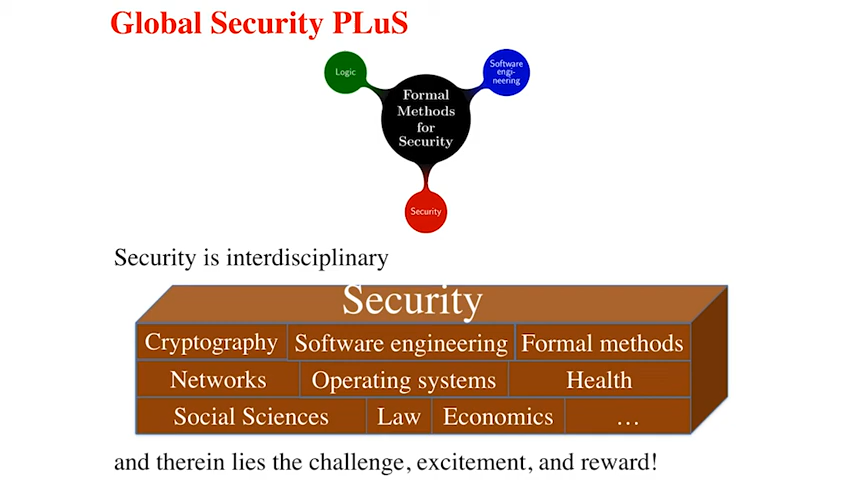 Global Security PLuS
Logic
Software
engi-
neering
Formal
Methods
for
Security
Security
Security is interdisciplinary
Security
Cryptography Software engineering Formal methods
Networks Operating systems Health
Social Sciences Law Economics …
and therein lies the challenge, excitement, and reward!